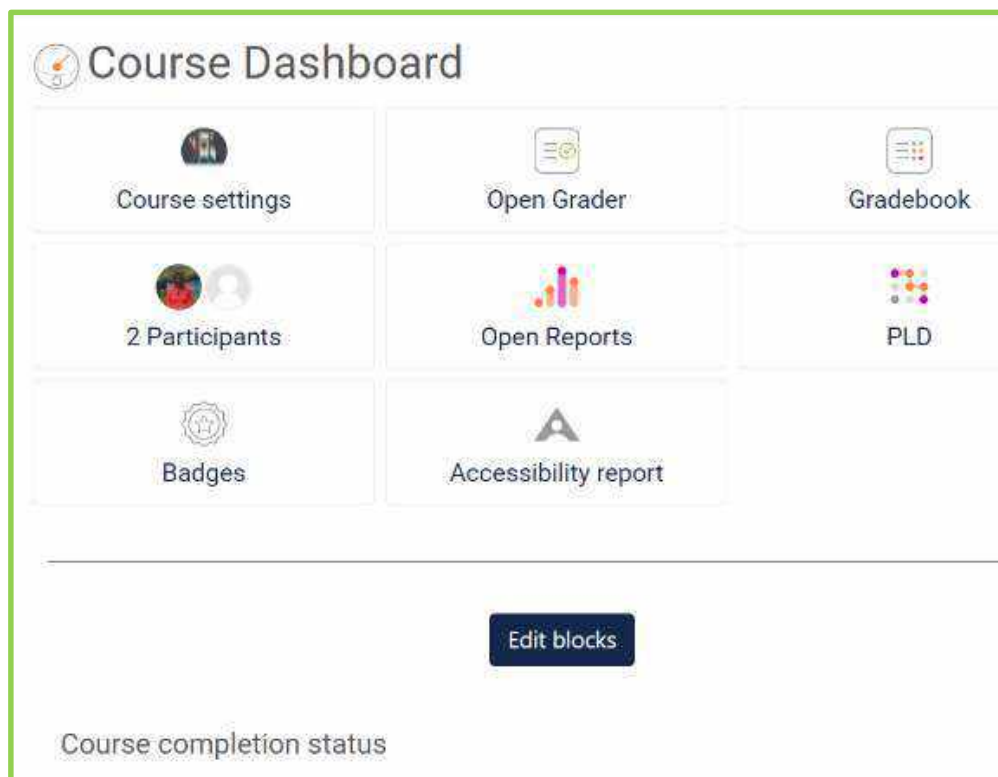 Course Dashboard
Course settings
Open Grader
Gradebook
2 Participants
Open Reports
PLD
Badges
Accessibility report
Edit blocks
Course completion status